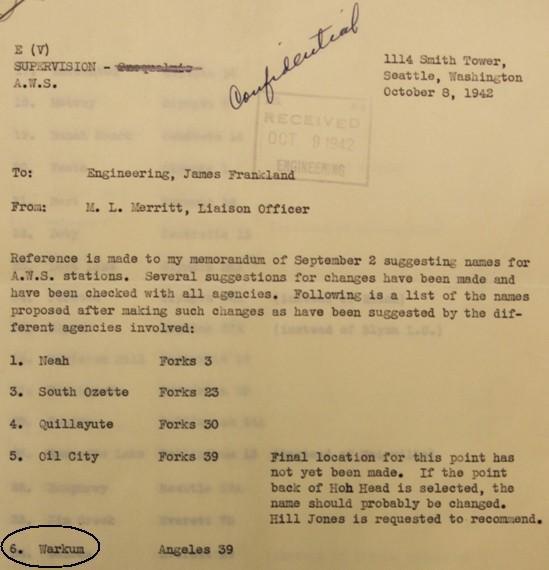 Confidential
E (V)
SUPERVISION - Snoqualmie
A.W.S.
1114 Smith Tower,
Seattle, Washington
October 8, 1942
RECEIVED
OCT 9 1942
ENGINEERING
To: Engineering, James Frankland
From: M. L. Merritt, Liaison Officer
Reference is made to my memorandum of September 2 suggesting names for
A.W.S. stations. Several suggestions for changes have been made and
have been checked with all agencies. Following is a list of the names
proposed after making such changes as have been suggested by the dif-
ferent agencies involved:
1. Neah Forks 3
3. South Ozette Forks 23
4. Quillayute Forks 30
5. Oil City Forks 39 Final location for this point has
not yet been made. If the point
back of Hoh Head is selected, the
name should probably be changed.
Hill Jones is requested to recommend.
6. Warkum Angeles 39